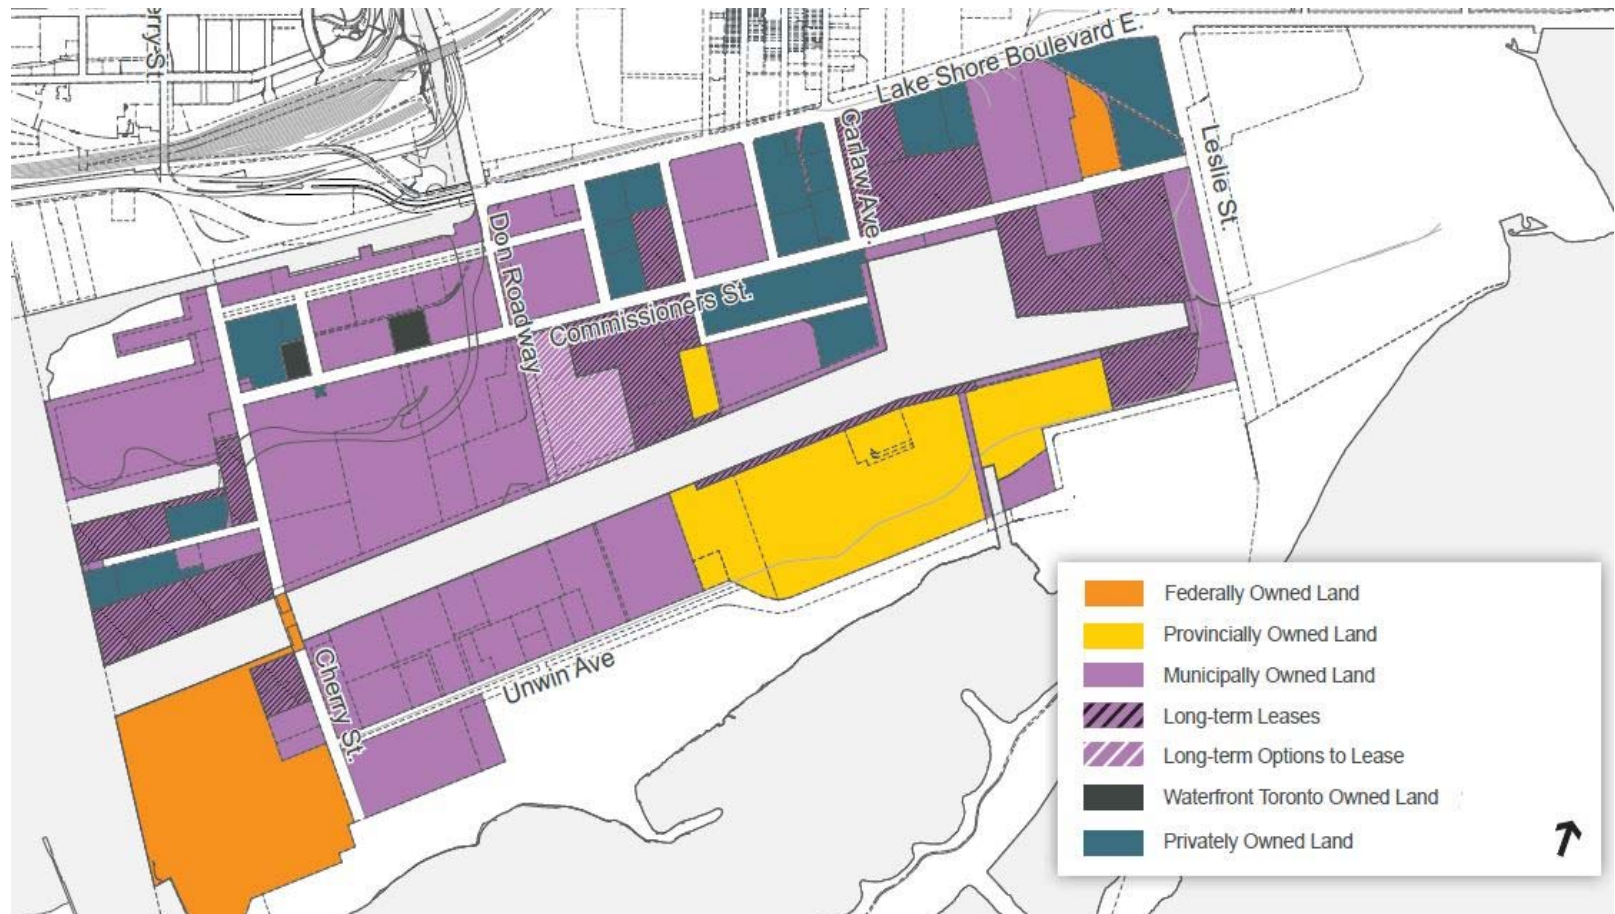 erry St
Lake Shore Boulevard E.
Carlaw Ave.
Leslie St.
Don Roadway
Commissioners St.
Cherry St.
Unwin Ave
Federally Owned Land
Provincially Owned Land
Municipally Owned Land
Long-term Leases
Long-term Options to Lease
Waterfront Toronto Owned Land
Privately Owned Land